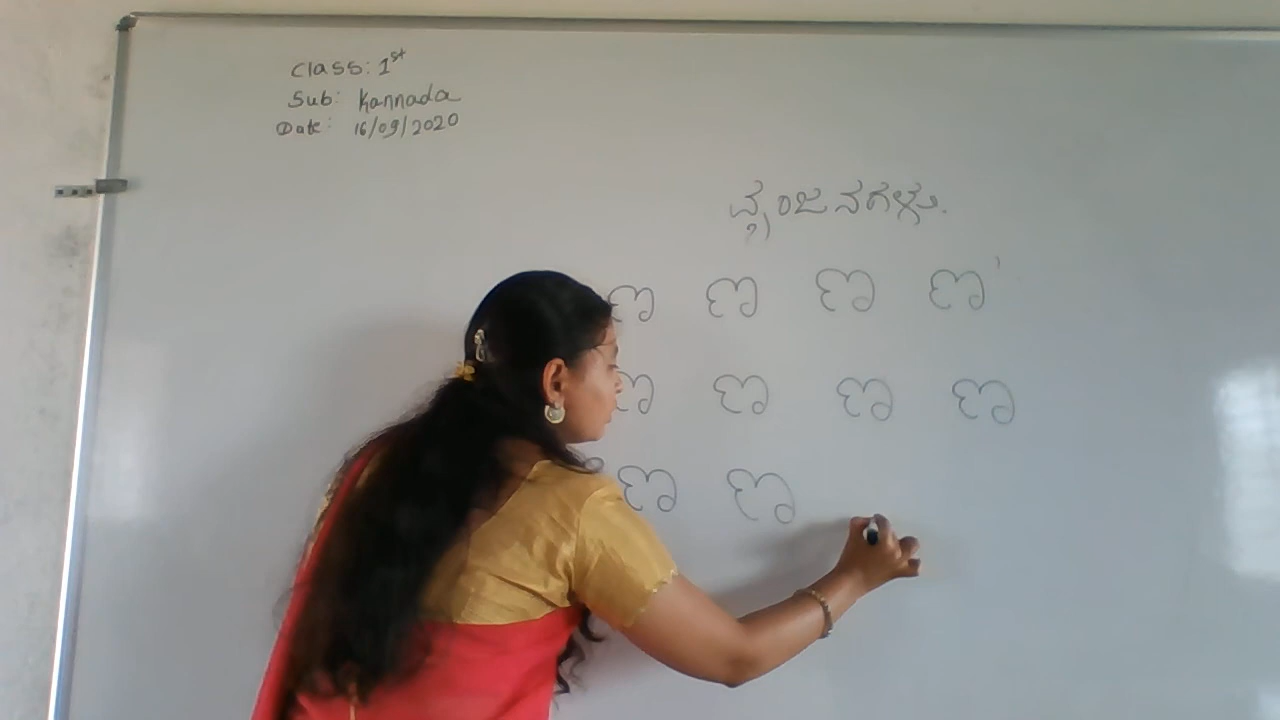 Class: 1st
Sub: Kannada
Date: 16/09/2020
ವ್ಯಂಜನಗಳು.
ಣ ಣ ಣ ಣ
ಣ ಣ ಣ ಣ
ಣ ಣ